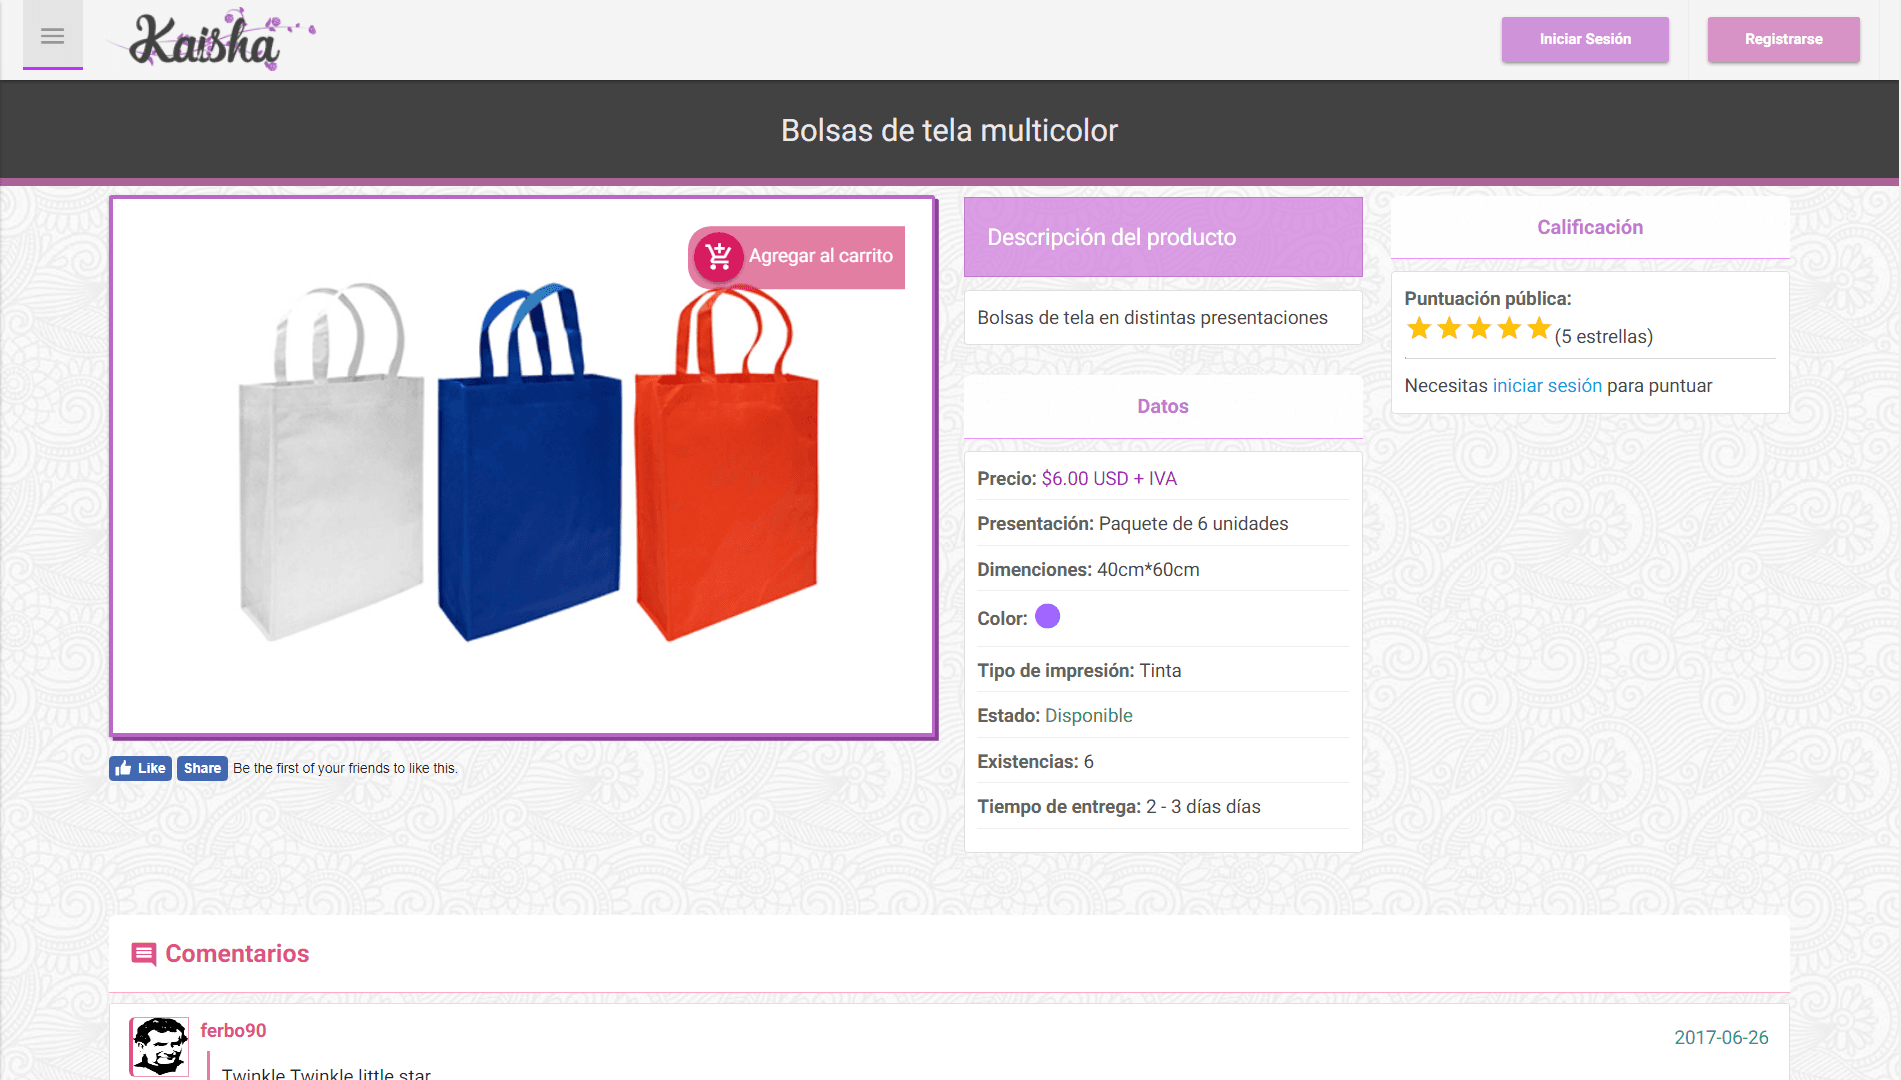 Kaisha
Iniciar Sesión
Registrarse
Bolsas de tela multicolor
Agregar al carrito
Like
Share
Be the first of your friends to like this.
Descripción del producto
Bolsas de tela en distintas presentaciones
Datos
Precio: $6.00 USD + IVA
Presentación: Paquete de 6 unidades
Dimenciones: 40cm*60cm
Color:
Tipo de impresión: Tinta
Estado: Disponible
Existencias: 6
Tiempo de entrega: 2 - 3 días días
Calificación
Puntuación pública:
(5 estrellas)
Necesitas iniciar sesión para puntuar
Comentarios
ferbo90
2017-06-26
Twinkle Twinkle little star